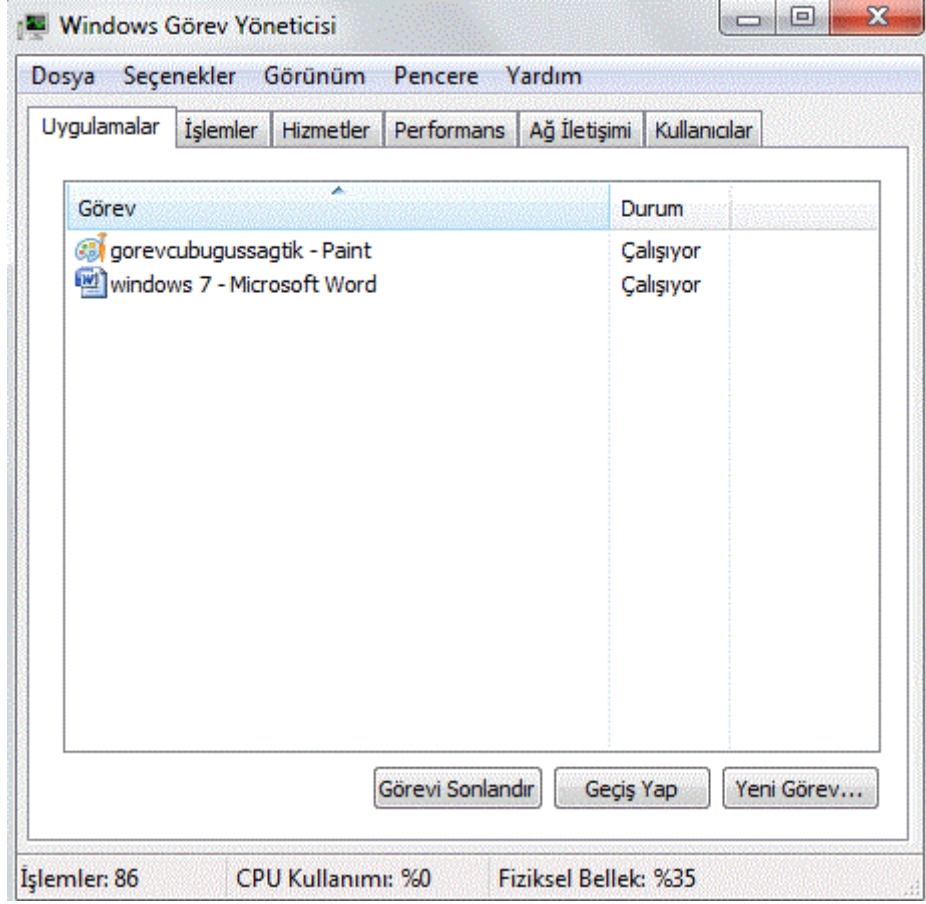 Windows Görev Yöneticisi
Dosya Seçenekler Görünüm Pencere Yardım
Uygulamalar İşlemler Hizmetler Performans Ağ İletişimi Kullanıcılar
Görev Durum
gorevcubugussagtik - Paint Çalışıyor
windows 7 - Microsoft Word Çalışıyor
Görevi Sonlandır Geçiş Yap Yeni Görev...
İşlemler: 86 CPU Kullanımı: %0 Fiziksel Bellek: %35